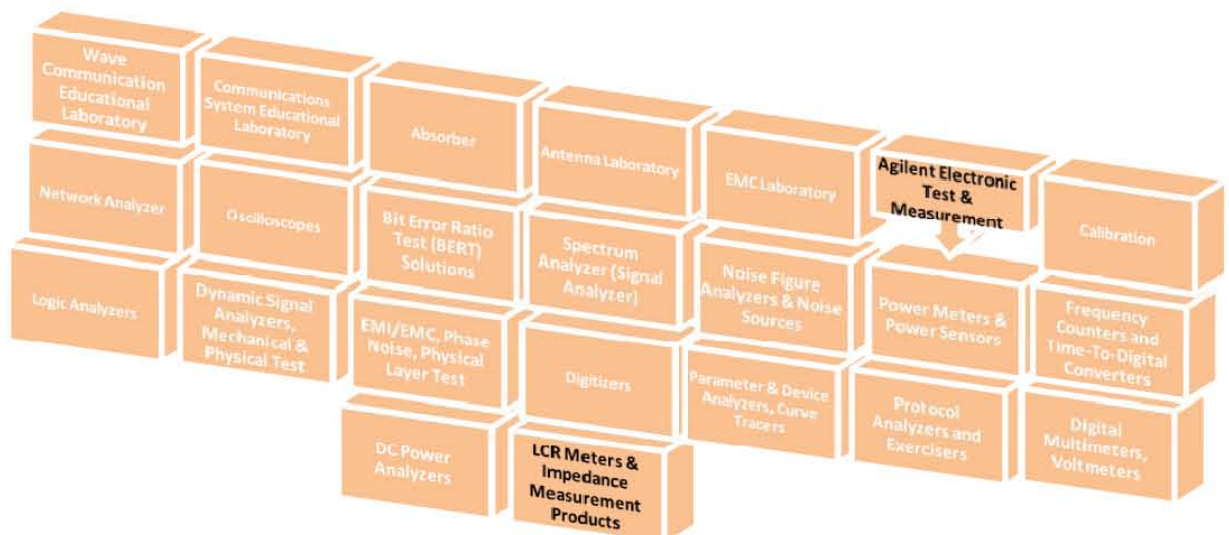 Wave
Communication
Educational
Laboratory
Communications
System Educational
Laboratory
Absorber
Antenna Laboratory
EMC Laboratory
Agilent Electronic
Test &
Measurement
Calibration
Network Analyzer
Oscilloscopes
Bit Error Ratio
Test (BERT)
Solutions
Spectrum
Analyzer (Signal
Analyzer)
Noise Figure
Analyzers & Noise
Sources
Power Meters &
Power Sensors
Frequency
Counters and
Time-To-Digital
Converters
Logic Analyzers
Dynamic Signal
Analyzers,
Mechanical &
Physical Test
EMI/EMC, Phase
Noise, Physical
Layer Test
Digitizers
Parameter & Device
Analyzers, Curve
Tracers
Protocol
Analyzers and
Exercisers
Digital
Multimeters,
Voltmeters
DC Power
Analyzers
LCR Meters &
Impedance
Measurement
Products